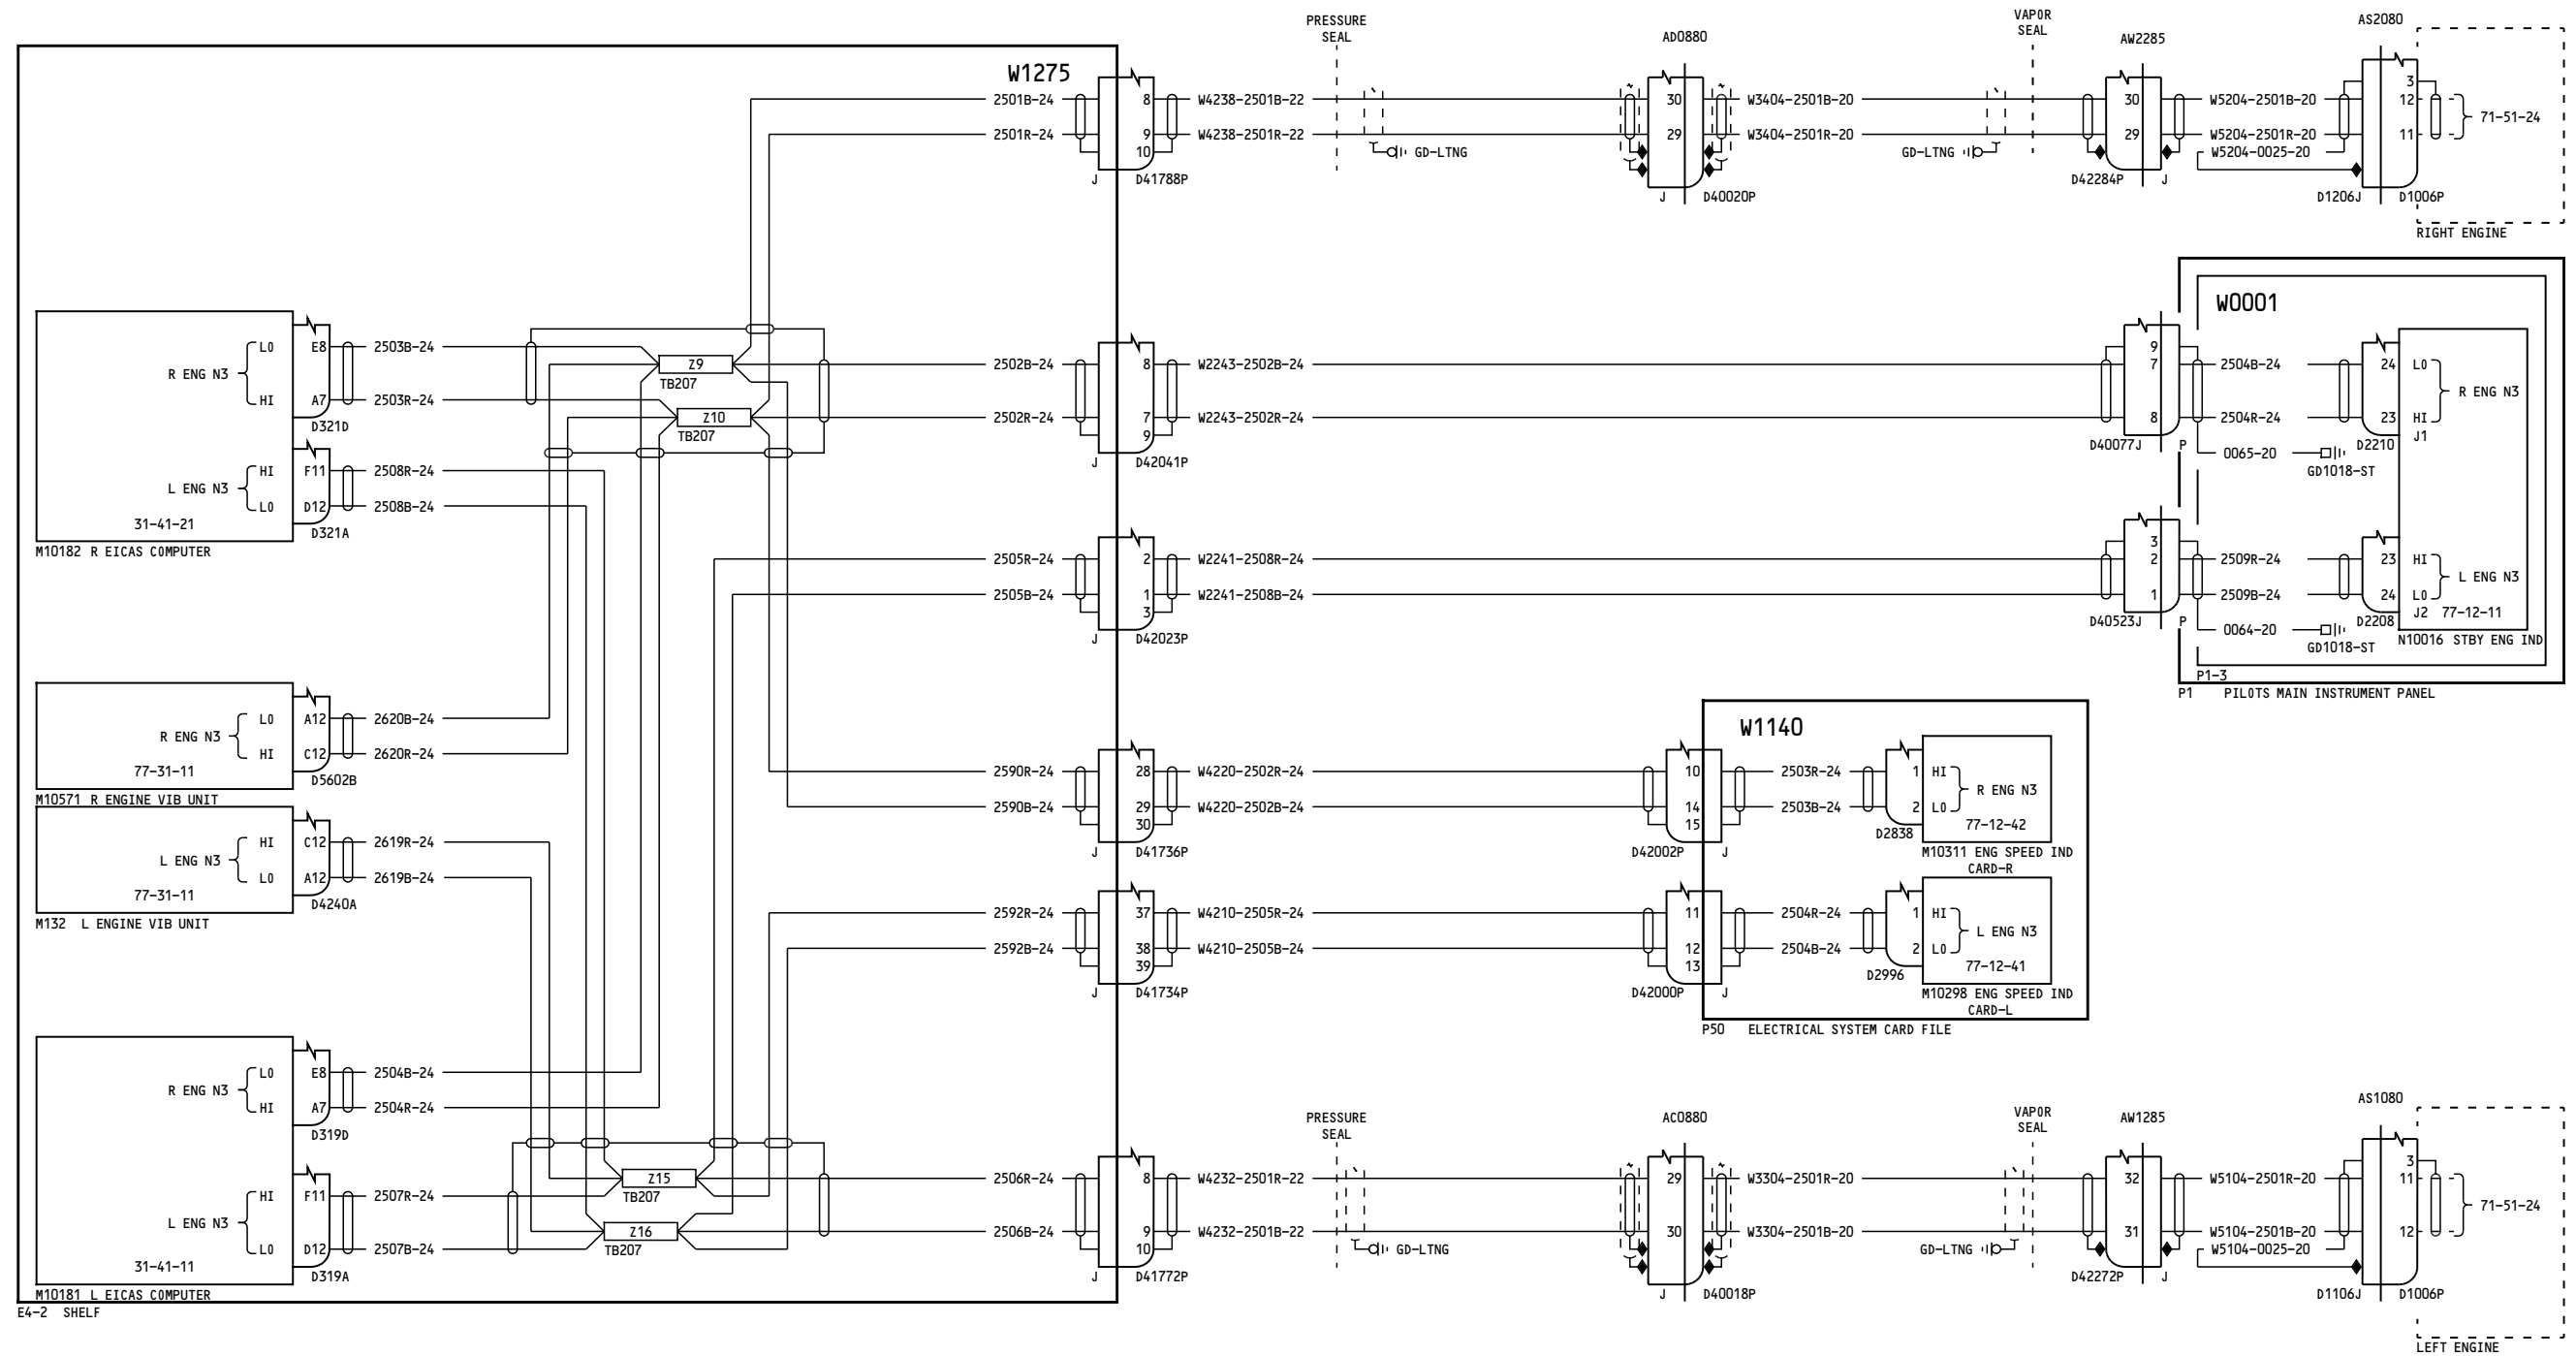 PRESSURE
SEAL
AD0880
VAPOR
SEAL
AW2285
AS2080
W1275
2501B-24
8
W4238-2501B-22
30
W3404-2501B-20
30
W5204-2501B-20
3
12
71-51-24
2501R-24
9
W4238-2501R-22
29
W3404-2501R-20
29
W5204-2501R-20
11
10
GD-LTNG
GD-LTNG
W5204-0025-20
J
D41788P
J
D40020P
D42284P
J
D1206J
D1006P
RIGHT ENGINE
W0001
R ENG N3
LO
E8
2503B-24
HI
A7
2503R-24
D321D
Z9
TB207
Z10
TB207
2502B-24
8
W2243-2502B-24
2502R-24
7
W2243-2502R-24
9
J
D42041P
9
7
8
D40077J
P
2504B-24
24
LO
2504R-24
23
HI
R ENG N3
D2210
J1
0065-20
GD1018-ST
L ENG N3
HI
F11
2508R-24
LO
D12
2508B-24
31-41-21
D321A
M10182 R EICAS COMPUTER
2505R-24
2
W2241-2508R-24
2505B-24
1
W2241-2508B-24
3
J
D42023P
3
2
1
D40523J
P
2509R-24
23
HI
2509B-24
24
LO
L ENG N3
D2208
J2
77-12-11
0064-20
GD1018-ST
N10016 STBY ENG IND
P1-3
P1
PILOTS MAIN INSTRUMENT PANEL
R ENG N3
LO
A12
2620B-24
HI
C12
2620R-24
77-31-11
D5602B
M10571 R ENGINE VIB UNIT
L ENG N3
HI
C12
2619R-24
LO
A12
2619B-24
77-31-11
D4240A
M132 L ENGINE VIB UNIT
W1140
2590R-24
28
W4220-2502R-24
10
2503R-24
1
HI
2590B-24
29
W4220-2502B-24
14
2503B-24
2
LO
R ENG N3
30
15
77-12-42
J
D41736P
D42002P
J
D2838
M10311 ENG SPEED IND
CARD-R
2592R-24
37
W4210-2505R-24
11
2504R-24
1
HI
2592B-24
38
W4210-2505B-24
12
2504B-24
2
LO
L ENG N3
39
13
77-12-41
J
D41734P
D42000P
J
D2996
M10298 ENG SPEED IND
CARD-L
P50
ELECTRICAL SYSTEM CARD FILE
R ENG N3
LO
E8
2504B-24
HI
A7
2504R-24
D319D
L ENG N3
HI
F11
2507R-24
LO
D12
2507B-24
31-41-11
D319A
M10181 L EICAS COMPUTER
E4-2 SHELF
Z15
TB207
Z16
TB207
PRESSURE
SEAL
AC0880
VAPOR
SEAL
AW1285
AS1080
2506R-24
8
W4232-2501R-22
29
W3304-2501R-20
32
W5104-2501R-20
3
11
71-51-24
2506B-24
9
W4232-2501B-22
30
W3304-2501B-20
31
W5104-2501B-20
12
10
GD-LTNG
GD-LTNG
W5104-0025-20
J
D41772P
J
D40018P
D42272P
J
D1106J
D1006P
LEFT ENGINE